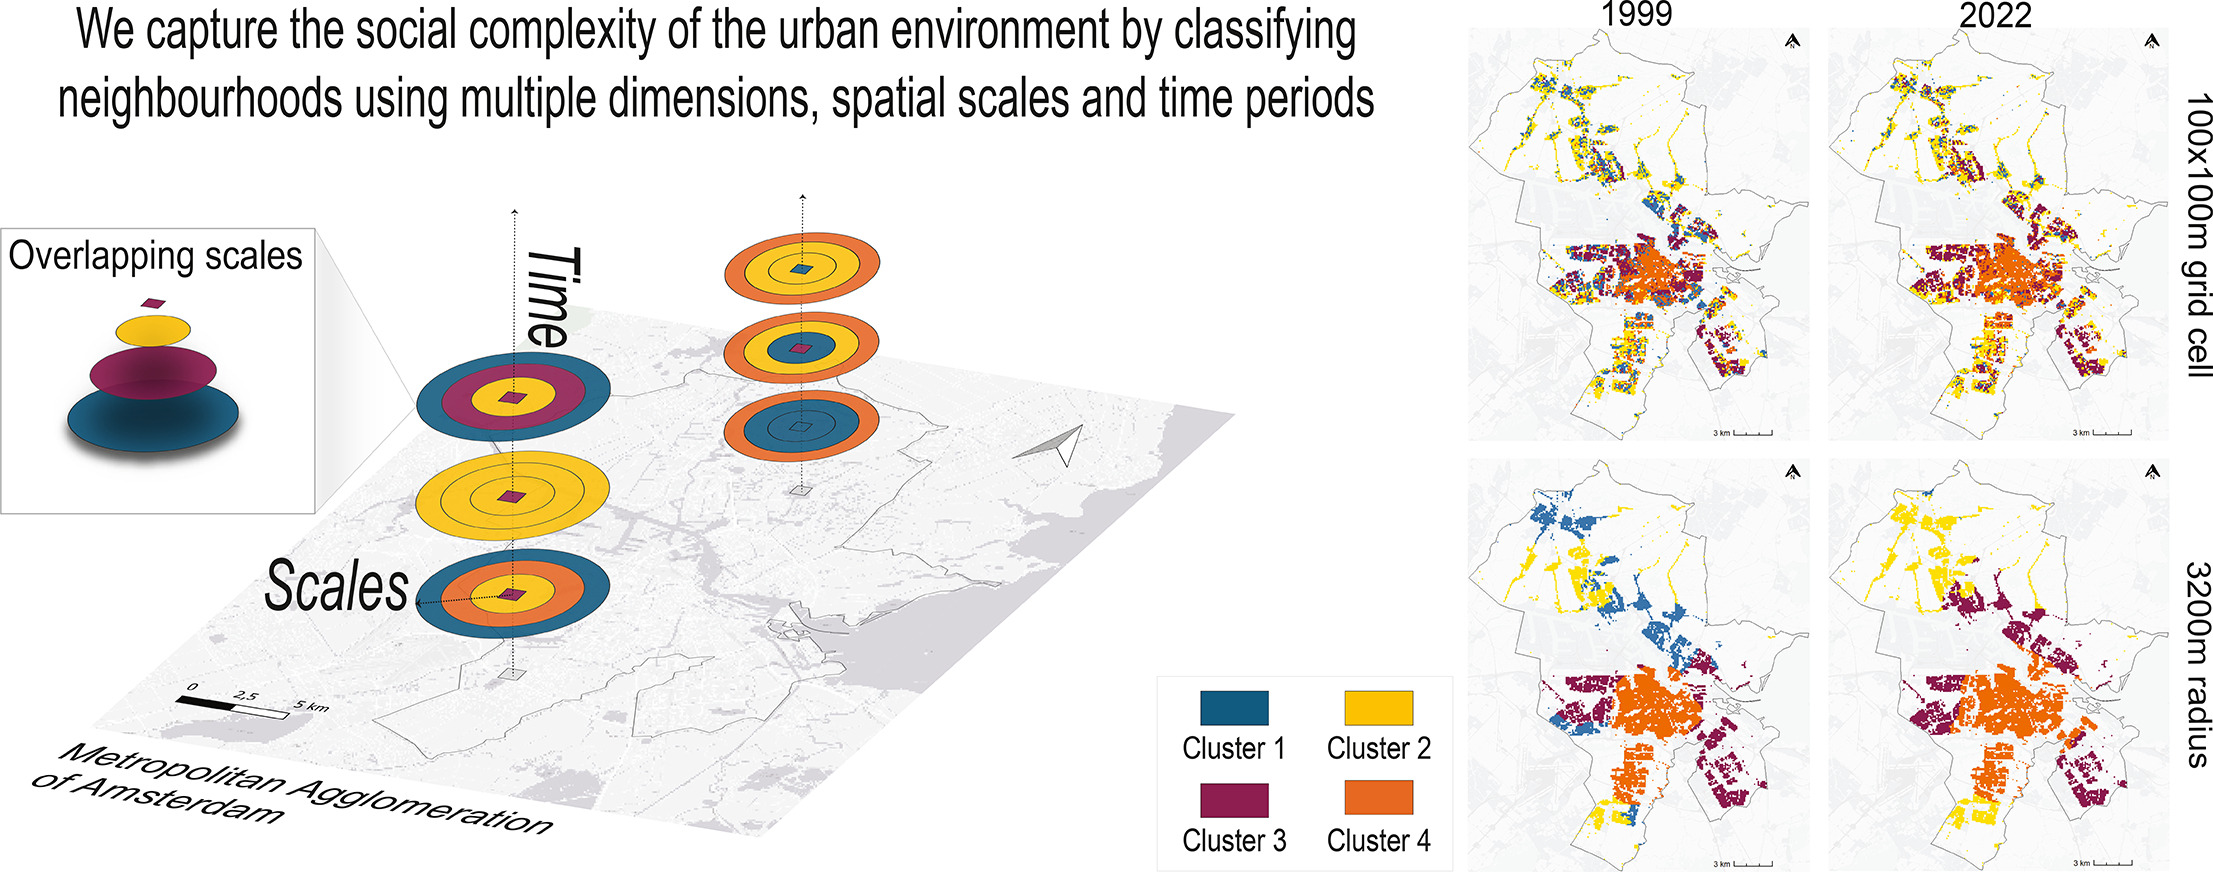 We capture the social complexity of the urban environment by classifying
neighbourhoods using multiple dimensions, spatial scales and time periods
Overlapping scales
Time
Scales
0 2,5 5 km
Metropolitan Agglomeration
of Amsterdam
Cluster 1
Cluster 2
Cluster 3
Cluster 4
1999
2022
100x100m grid cell
3200m radius
N
N
N
N
3 km
3 km
3 km
3 km